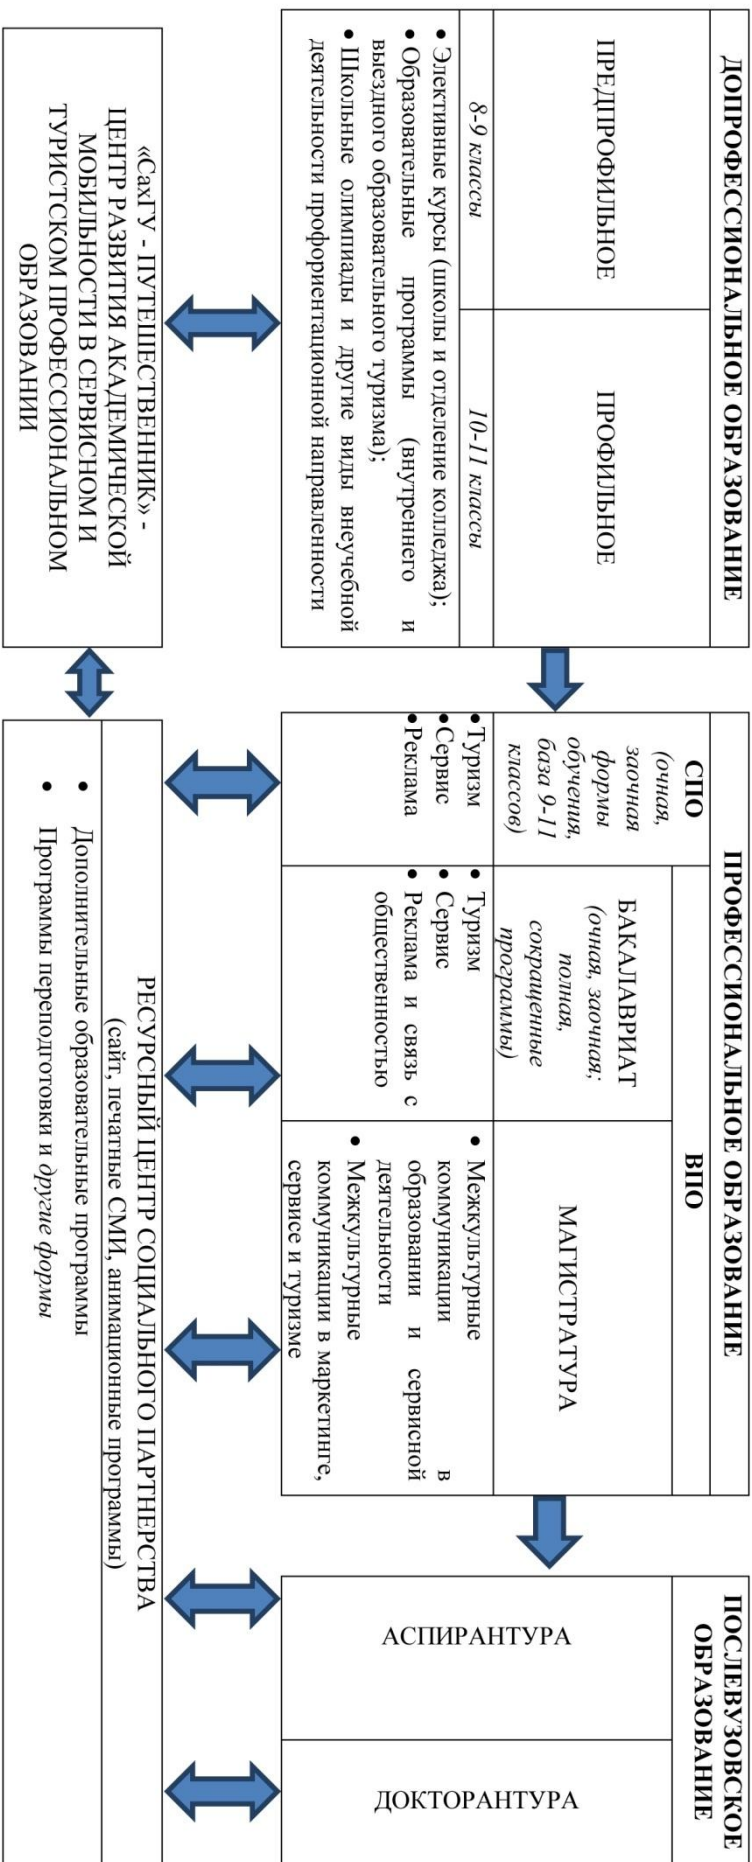 ДОПРОФЕССИОНАЛЬНОЕ ОБРАЗОВАНИЕ
ПРЕДПРОФИЛЬНОЕ
ПРОФИЛЬНОЕ
8-9 классы
10-11 классы
• Элективные курсы (школы и отделение колледжа);
• Образовательные программы (внутреннего и
выездного образовательного туризма);
• Школьные олимпиады и другие виды внеучебной
деятельности профориентационной направленности
ПРОФЕССИОНАЛЬНОЕ ОБРАЗОВАНИЕ
СПО
(очная,
заочная
формы
обучения,
база 9-11
классов)
• Туризм
• Сервис
• Реклама
ВПО
БАКАЛАВРИАТ
(очная, заочная;
полная,
сокращенные
программы)
• Туризм
• Сервис
• Реклама и связь с
общественностью
МАГИСТРАТУРА
• Межкультурные
коммуникации в
образовании и сервисной
деятельности
• Межкультурные
коммуникации в маркетинге,
сервисе и туризме
ПОСЛЕВУЗОВСКОЕ
ОБРАЗОВАНИЕ
АСПИРАНТУРА
ДОКТОРАНТУРА
«СахГУ - ПУТЕШЕСТВЕННИК» -
ЦЕНТР РАЗВИТИЯ АКАДЕМИЧЕСКОЙ
МОБИЛЬНОСТИ В СЕРВИСНОМ И
ТУРИСТСКОМ ПРОФЕССИОНАЛЬНОМ
ОБРАЗОВАНИИ
РЕСУРСНЫЙ ЦЕНТР СОЦИАЛЬНОГО ПАРТНЕРСТВА
(сайт, печатные СМИ, анимационные программы)
• Дополнительные образовательные программы
• Программы переподготовки и другие формы